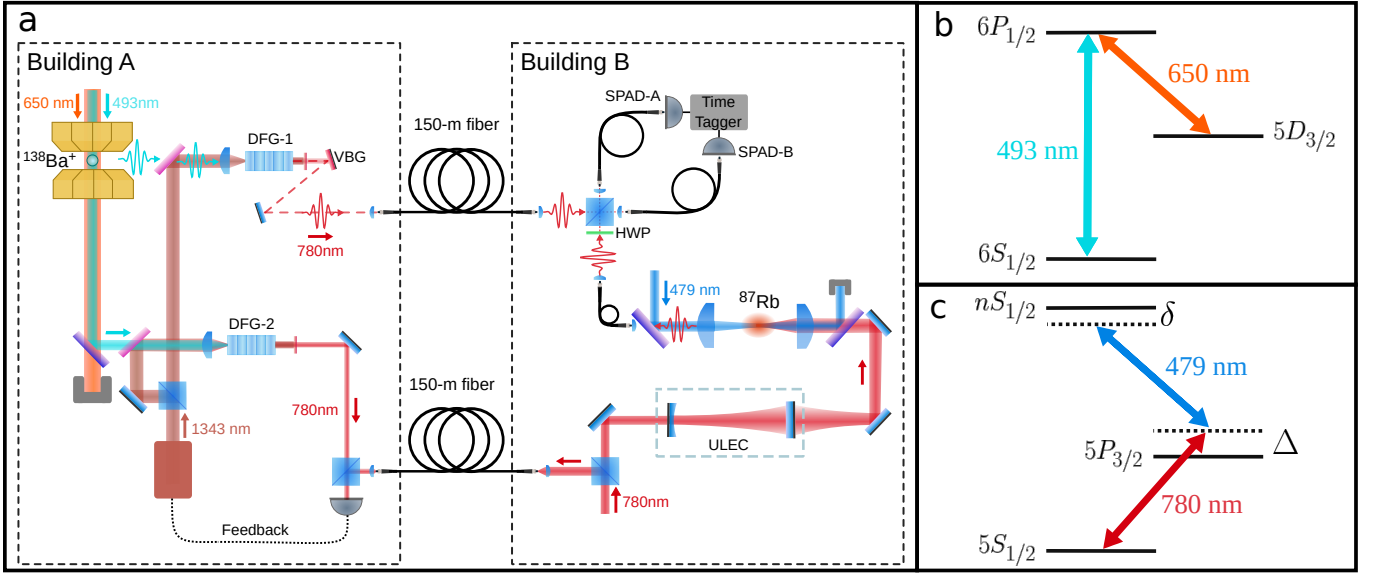 a
Building A
650 nm
493nm
138Ba+
DFG-1
VBG
780nm
150-m fiber
DFG-2
780nm
1343 nm
Feedback
150-m fiber
Building B
SPAD-A
Time
Tagger
SPAD-B
HWP
479 nm
87Rb
ULEC
780nm
b
6P1/2
650 nm
5D3/2
493 nm
6S1/2
c
nS1/2
δ
479 nm
5P3/2
Δ
780 nm
5S1/2